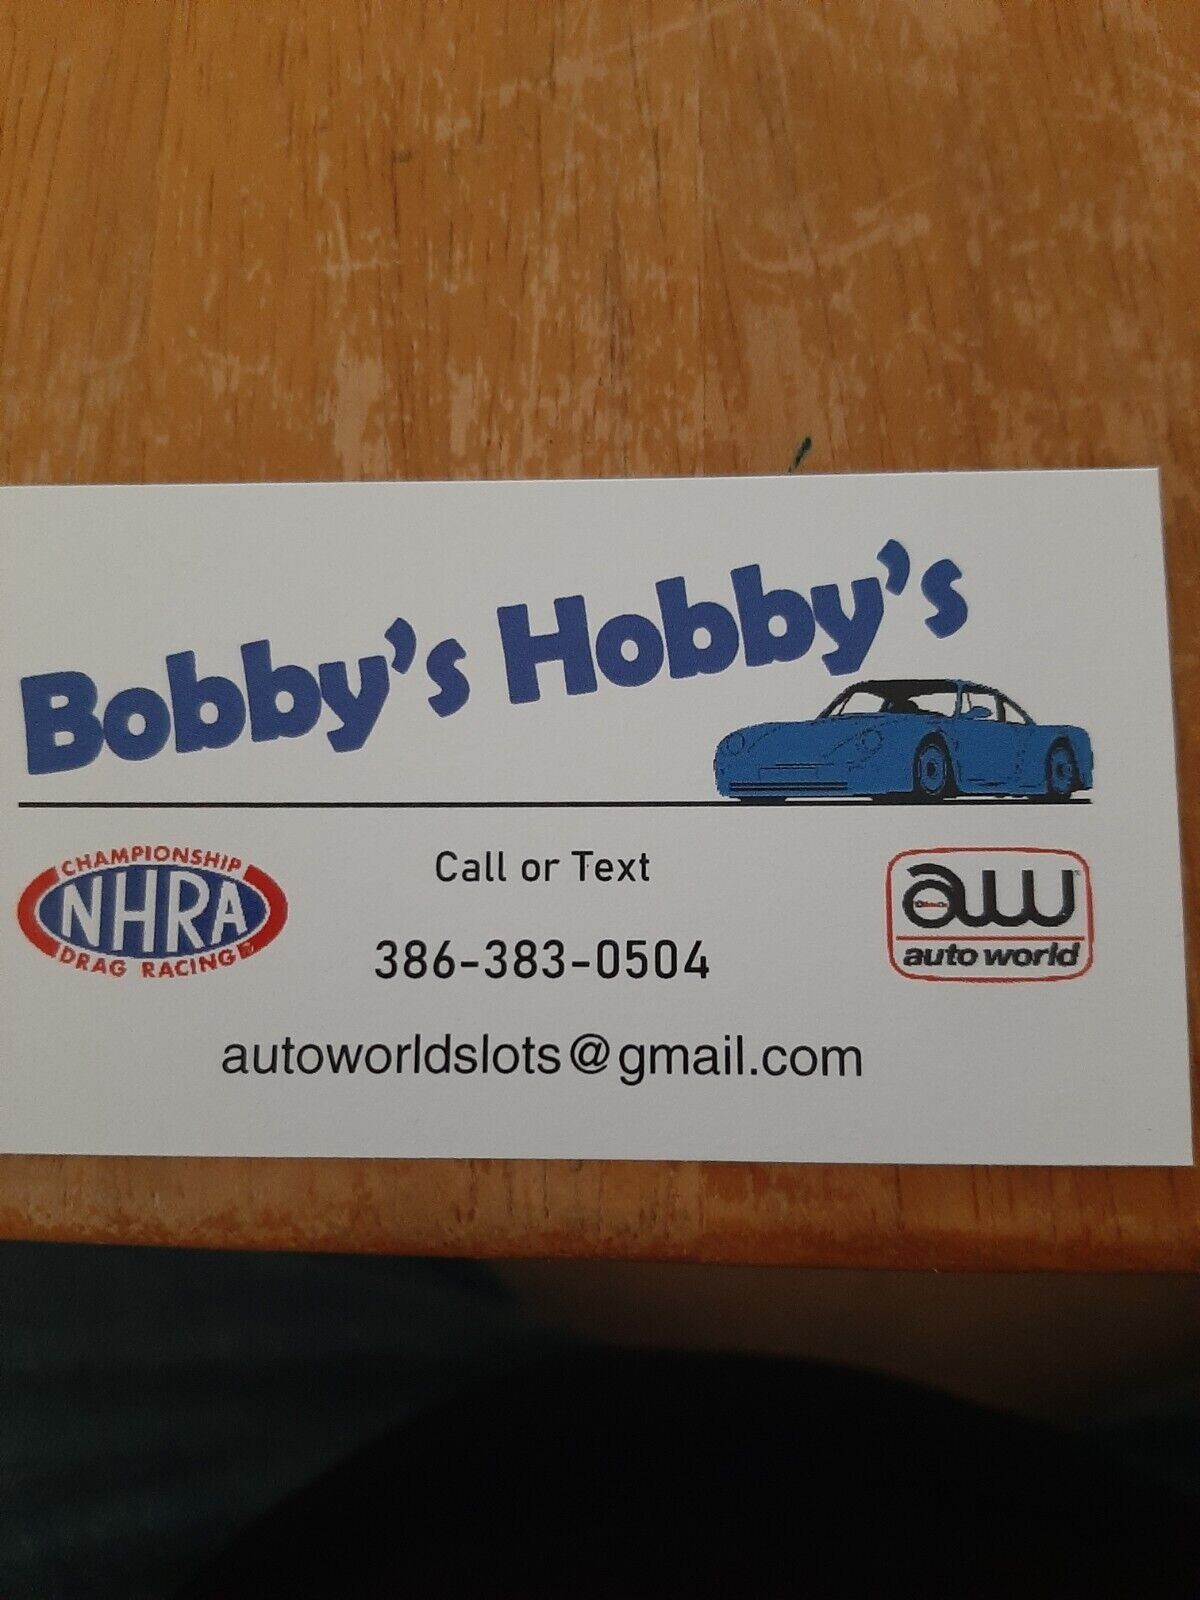 Bobby's Hobby's
CHAMPIONSHIP
NHRA
DRAG RACING
Call or Text
386-383-0504
aw
auto world
autoworldslots@gmail.com